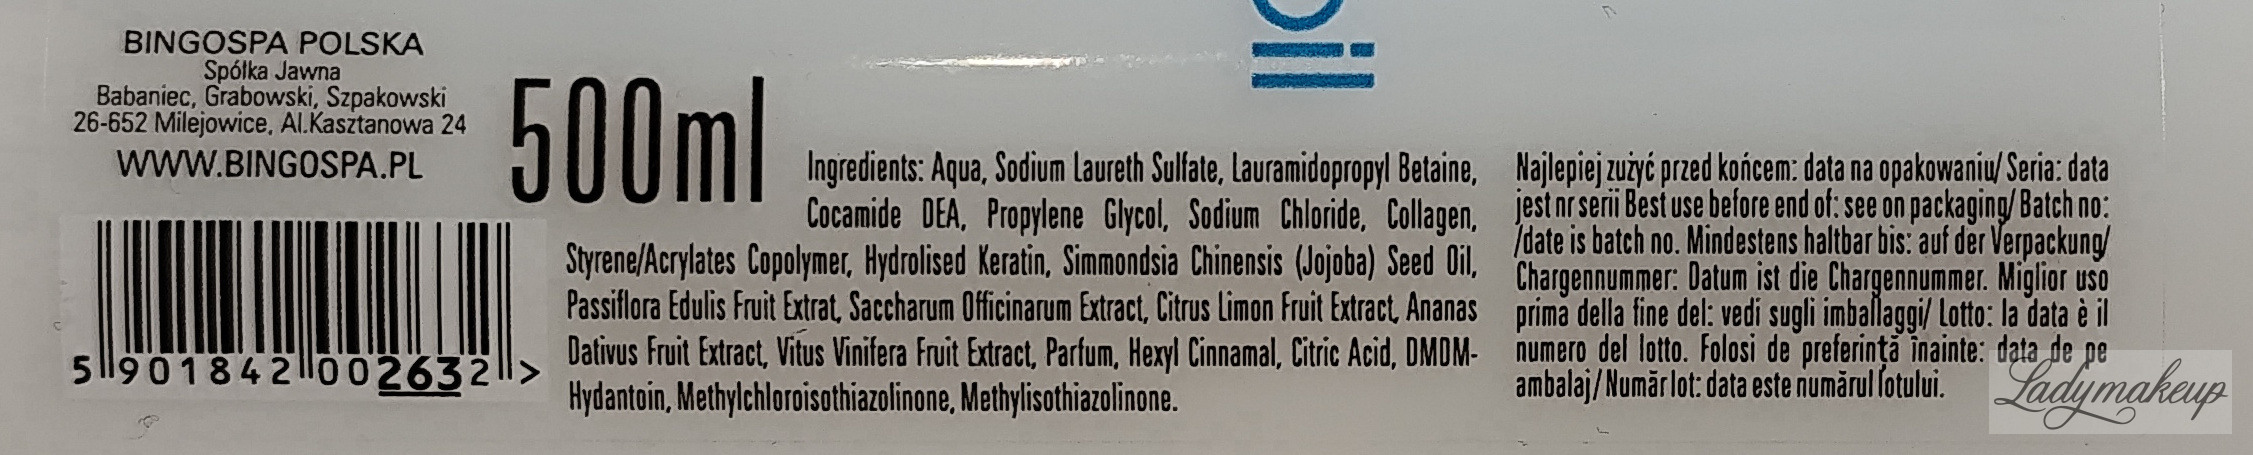 BINGOSPA POLSKA
Spółka Jawna
Babaniec, Grabowski, Szpakowski
26-652 Milejowice, Al.Kasztanowa 24
WWW.BINGOSPA.PL
5 901842 002632 >
500ml
Ingredients: Aqua, Sodium Laureth Sulfate, Lauramidopropyl Betaine,
Cocamide DEA, Propylene Glycol, Sodium Chloride, Collagen,
Styrene/Acrylates Copolymer, Hydrolised Keratin, Simmondsia Chinensis (Jojoba) Seed Oil,
Passiflora Edulis Fruit Extrat, Saccharum Officinarum Extract, Citrus Limon Fruit Extract, Ananas
Dativus Fruit Extract, Vitus Vinifera Fruit Extract, Parfum, Hexyl Cinnamal, Citric Acid, DMDM-
Hydantoin, Methylchloroisothiazolinone, Methylisothiazolinone.
Najlepiej zużyć przed końcem: data na opakowaniu/ Seria: data
jest nr serii Best use before end of: see on packaging/ Batch no:
/date is batch no. Mindestens haltbar bis: auf der Verpackung/
Chargennummer: Datum ist die Chargennummer. Miglior uso
prima della fine del: vedi sugli imballaggi/ Lotto: la data è il
numero del lotto. Folosi de preferință înainte: data de pe
ambalaj/ Număr lot: data este numărul lotului.
Ladymakeup